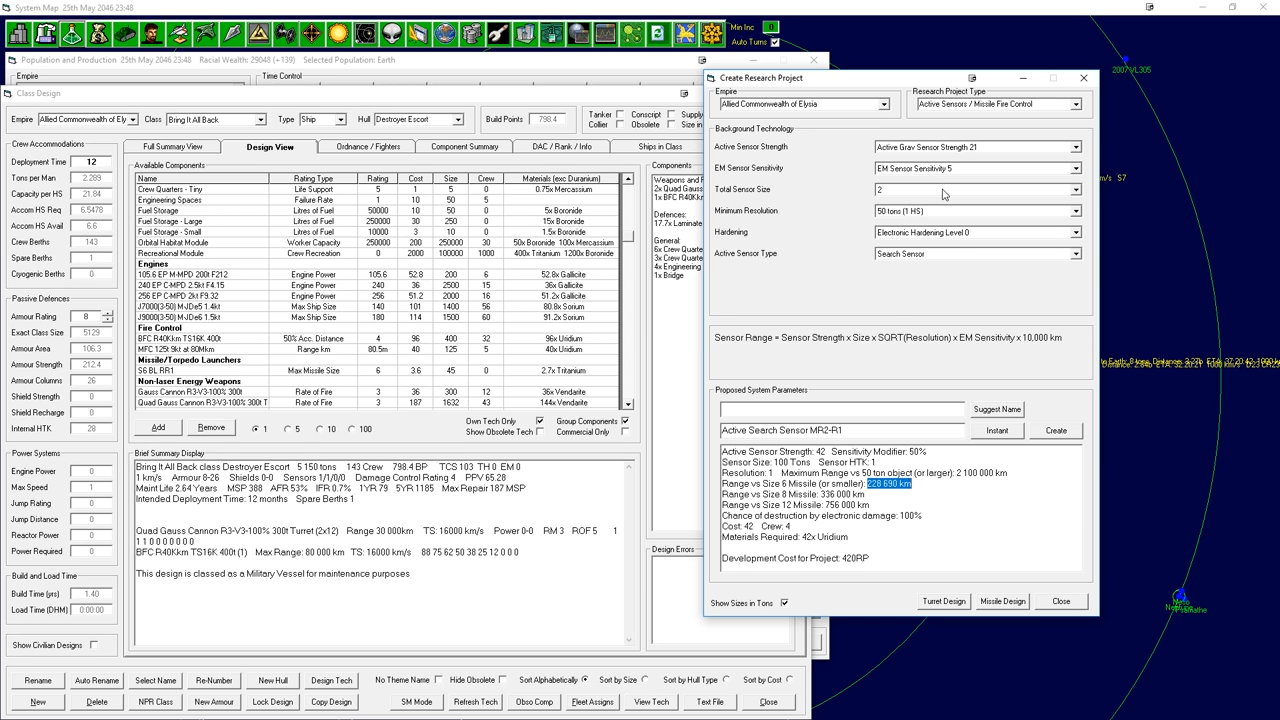 System Map  25th May 2046 23:48
Min Inc 0
Auto Turns
2007 VL305
Population and Production  25th May 2046 23:48  Racial Wealth: 29048 (+139)  Selected Population: Earth
Empire
Time Control
Class Design
Empire Allied Commonwealth of Ely Class Bring It All Back Type Ship Hull Destroyer Escort Build Points 798.4 Tanker Conscript Supply
Collier Obsolete Size in
Crew Accommodations
Deployment Time 12
Tons per Man 2.289
Capacity per HS 21.84
Accom HS Req 6.5478
Accom HS Avail 6.6
Crew Berths 143
Spare Berths 1
Cryogenic Berths 0
Passive Defences
Armour Rating 8
Exact Class Size 5129
Armour Area 106.3
Armour Strength 212.4
Armour Columns 26
Shield Strength 0
Shield Recharge 0
Internal HTK 28
Power Systems
Engine Power 0
Max Speed 1
Jump Rating 0
Jump Distance 0
Reactor Power 0
Power Required 0
Build and Load Time
Build Time (yrs) 1.40
Load Time (DHM) 0:00:00
Show Civilian Designs
Full Summary View Design View Ordnance / Fighters Component Summary DAC / Rank / Info Ships in Class
Available Components
Name Rating Type Rating Cost Size Crew Materials (exc Duranium)
Crew Quarters - Tiny Life Support 5 1 5 0 0.75x Mercassium
Engineering Spaces Failure Rate 1 10 50 5
Fuel Storage Litres of Fuel 50000 10 50 0 5x Boronide
Fuel Storage - Large Litres of Fuel 250000 30 250 0 15x Boronide
Fuel Storage - Small Litres of Fuel 10000 3 10 0 1.5x Boronide
Orbital Habitat Module Worker Capacity 250000 200 250000 30 50x Boronide  100x Mercassium
Recreational Module Crew Recreation 0 2000 100000 1000 400x Tritanium  1200x Boronide
Engines
105.6 EP M-MPD 200t F212 Engine Power 105.6 52.8 200 6 52.8x Gallicite
240 EP C-MPD 2.5kt F4.15 Engine Power 240 36 2500 13 36x Gallicite
256 EP C-MPD 2kt F9.32 Engine Power 256 51.2 2000 16 51.2x Gallicite
J7000(3-50) MJDe5 1.4kt Max Ship Size 140 101 1400 56 80.8x Sorium
J9000(3-50) MJDe6 1.5kt Max Ship Size 180 114 1500 60 91.2x Sorium
Fire Control
BFC R40Kkm TS16K 400t 50% Acc. Distance 4 96 400 32 96x Uridium
MFC 125t 9kt at 80Mkm Range km 80.5m 40 125 5 40x Uridium
Missile/Torpedo Launchers
S6 BL RR1 Max Missile Size 6 3.6 45 0 2.7x Tritanium
Non-laser Energy Weapons
Gauss Cannon R3-V3-100% 300t Rate of Fire 3 36 300 12 36x Vendarite
Quad Gauss Cannon R3-V3-100% 300t T Rate of Fire 3 187 1632 43 144x Vendarite
Add Remove 1 5 10 100 Own Tech Only Group Components
Show Obsolete Tech Commercial Only
Components
Weapons and F
2x Quad Gaus
1x BFC R40Kk
Defences:
17.7x Laminate
General:
6x Crew Quarte
3x Crew Quarte
4x Engineering
1x Bridge
Design Errors
Brief Summary Display
Bring It All Back class Destroyer Escort    5 150 tons    143 Crew    798.4 BP    TCS 103  TH 0  EM 0
1 km/s    Armour 8-26    Shields 0-0    Sensors 1/1/0/0    Damage Control Rating 4    PPV 65.28
Maint Life 2.64 Years    MSP 388    AFR 53%    IFR 0.7%    1YR 79    5YR 1185    Max Repair 187 MSP
Intended Deployment Time: 12 months    Spare Berths 1
Quad Gauss Cannon R3-V3-100% 300t Turret (2x12)    Range 30 000km    TS: 16000 km/s    Power 0-0    RM 3    ROF 5    1
1 1 0 0 0 0 0 0 0
BFC R40Kkm TS16K 400t (1)    Max Range: 80 000 km    TS: 16000 km/s    88 75 62 50 38 25 12 0 0 0
This design is classed as a Military Vessel for maintenance purposes
Rename Auto Rename Select Name Re-Number New Hull Design Tech No Theme Name Hide Obsolete Sort Alphabetically Sort by Size Sort by Hull Type Sort by Cost
New Delete NPR Class New Armour Lock Design Copy Design SM Mode Refresh Tech Obso Comp Fleet Assigns View Tech Text File Close
Create Research Project
Empire
Allied Commonwealth of Elysia
Research Project Type
Active Sensors / Missile Fire Control
Background Technology
Active Sensor Strength Active Grav Sensor Strength 21
EM Sensor Sensitivity EM Sensor Sensitivity 5
Total Sensor Size 2
Minimum Resolution 50 tons (1 HS)
Hardening Electronic Hardening Level 0
Active Sensor Type Search Sensor
Sensor Range = Sensor Strength x Size x SQRT(Resolution) x EM Sensitivity x 10,000 km
Proposed System Parameters
Suggest Name
Active Search Sensor MR2-R1 Instant Create
Active Sensor Strength: 42   Sensitivity Modifier: 50%
Sensor Size: 100 Tons    Sensor HTK: 1
Resolution: 1    Maximum Range vs 50 ton object (or larger): 2 100 000 km
Range vs Size 6 Missile (or smaller): 228 690 km
Range vs Size 8 Missile: 336 000 km
Range vs Size 12 Missile: 756 000 km
Chance of destruction by electronic damage: 100%
Cost: 42    Crew: 4
Materials Required: 42x Uridium
Development Cost for Project: 420RP
Show Sizes in Tons Turret Design Missile Design Close
m/s  S7
Neptune